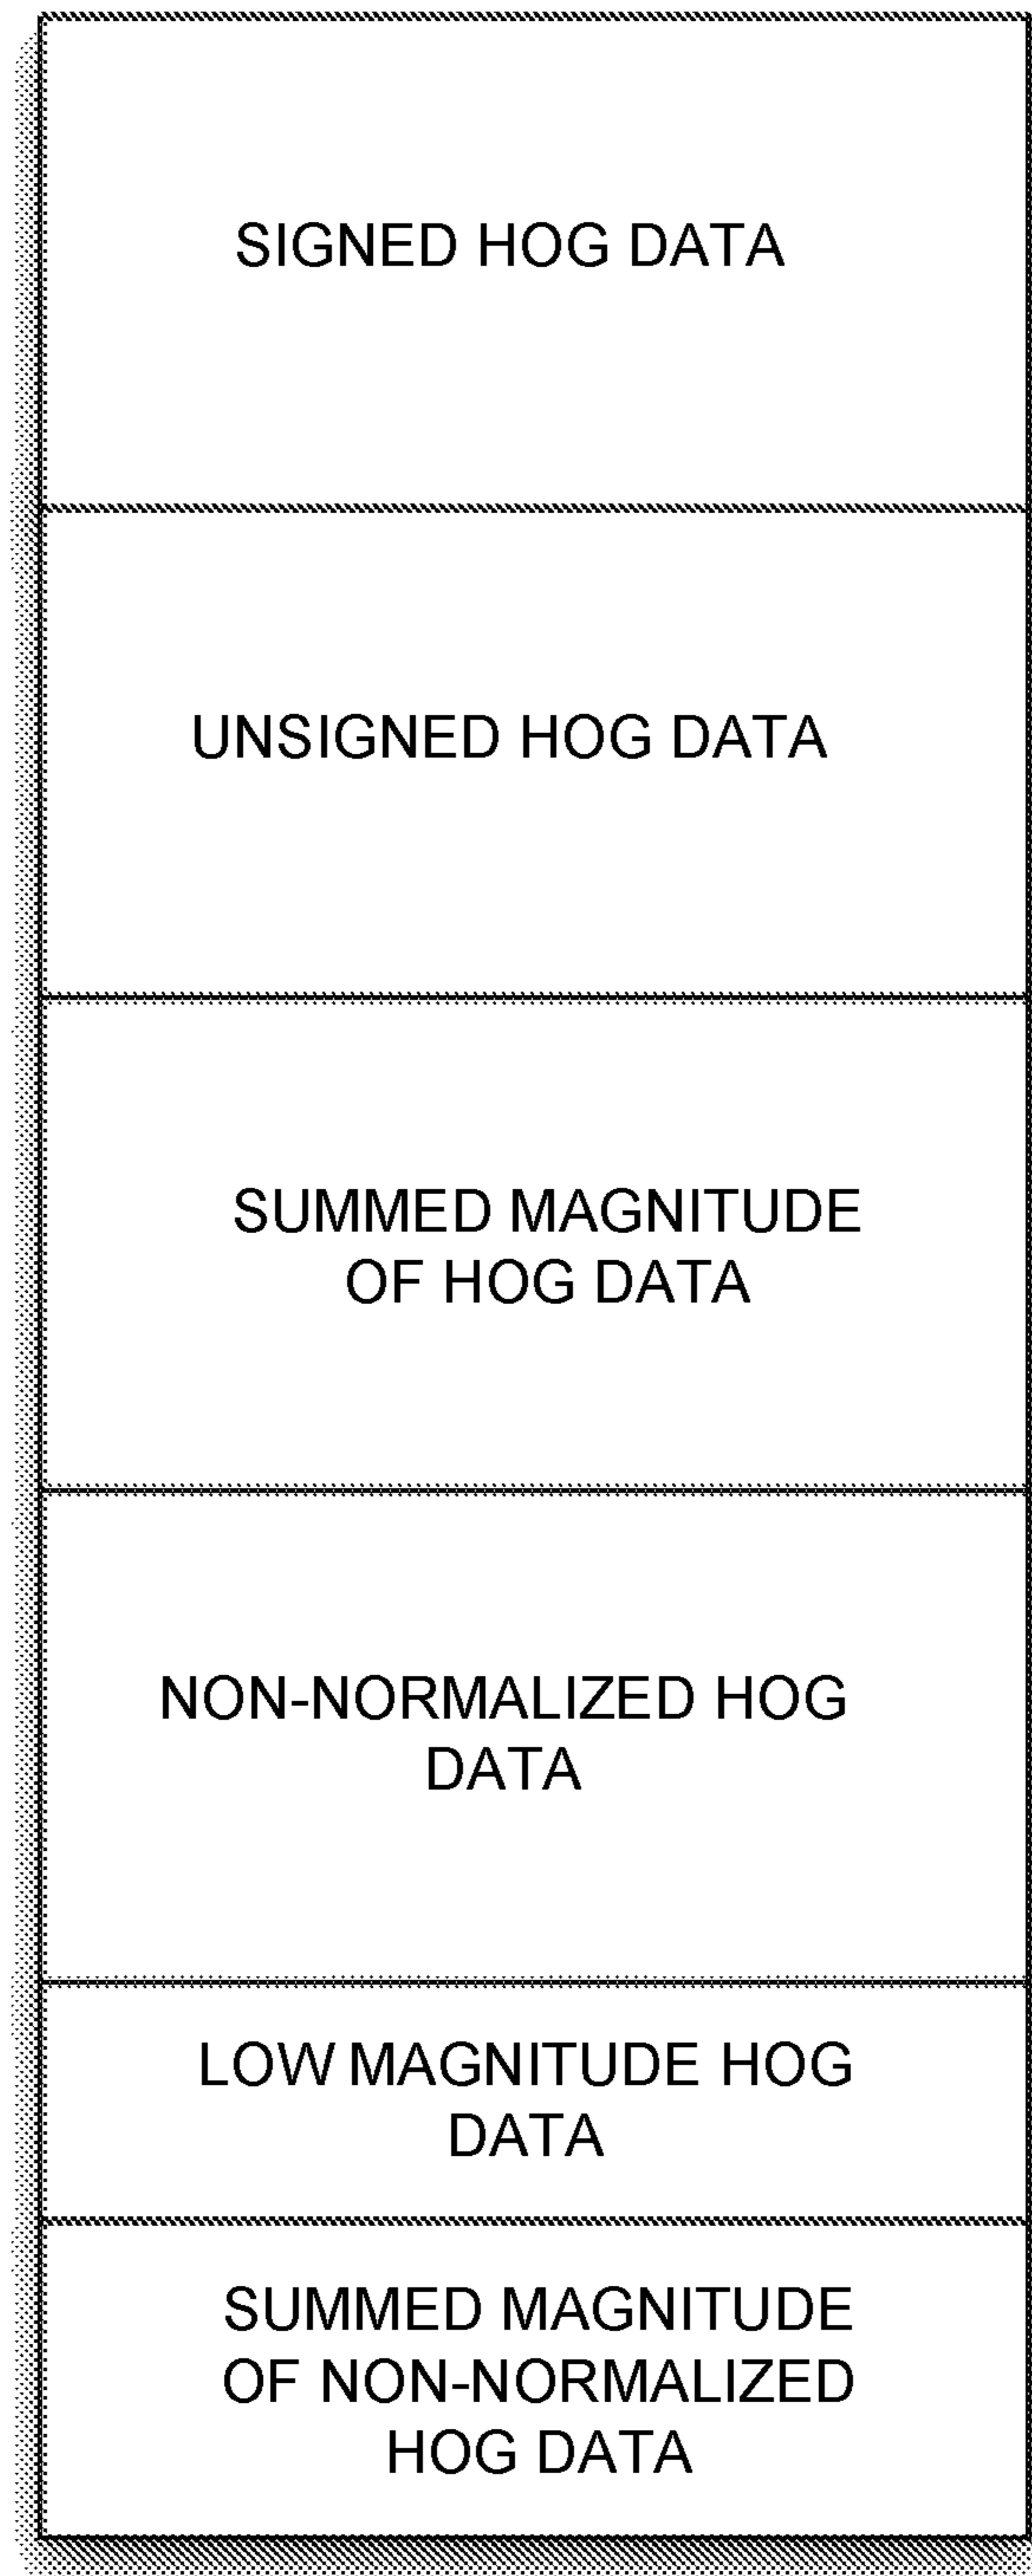 SIGNED HOG DATA
UNSIGNED HOG DATA
SUMMED MAGNITUDE
OF HOG DATA
NON-NORMALIZED HOG
DATA
LOW MAGNITUDE HOG
DATA
SUMMED MAGNITUDE
OF NON-NORMALIZED
HOG DATA